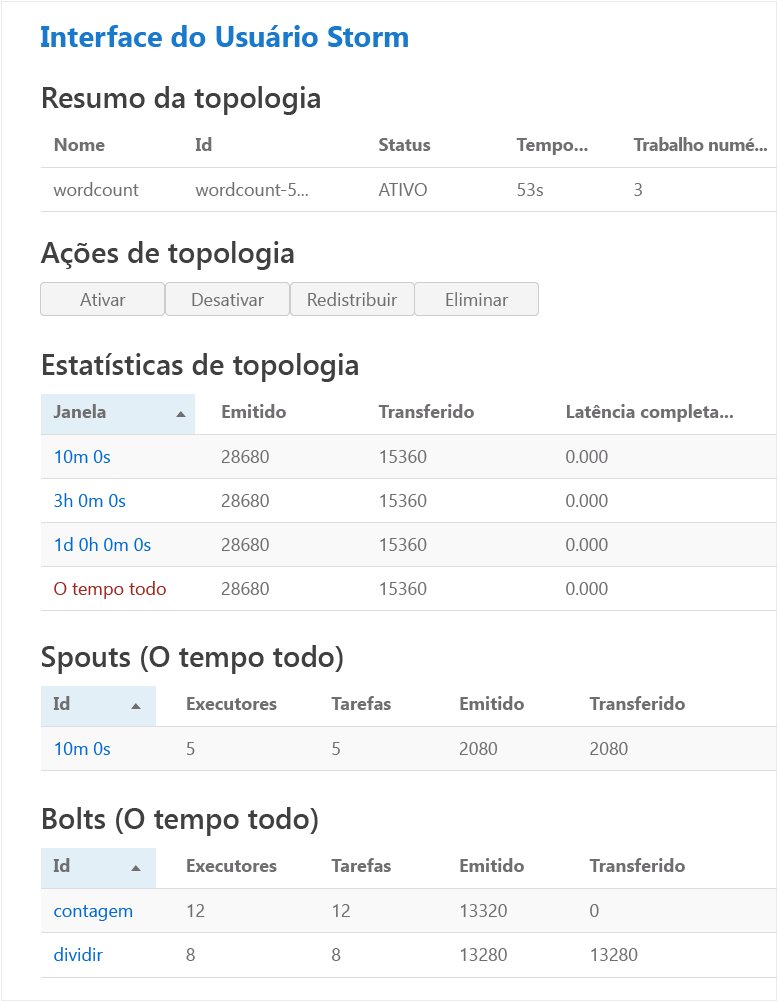 Interface do Usuário Storm
Resumo da topologia
Nome Id Status Tempo... Trabalho numé...
wordcount wordcount-5... ATIVO 53s 3
Ações de topologia
Ativar Desativar Redistribuir Eliminar
Estatísticas de topologia
Janela Emitido Transferido Latência completa...
10m 0s 28680 15360 0.000
3h 0m 0s 28680 15360 0.000
1d 0h 0m 0s 28680 15360 0.000
O tempo todo 28680 15360 0.000
Spouts (O tempo todo)
Id Executores Tarefas Emitido Transferido
10m 0s 5 5 2080 2080
Bolts (O tempo todo)
Id Executores Tarefas Emitido Transferido
contagem 12 12 13320 0
dividir 8 8 13280 13280